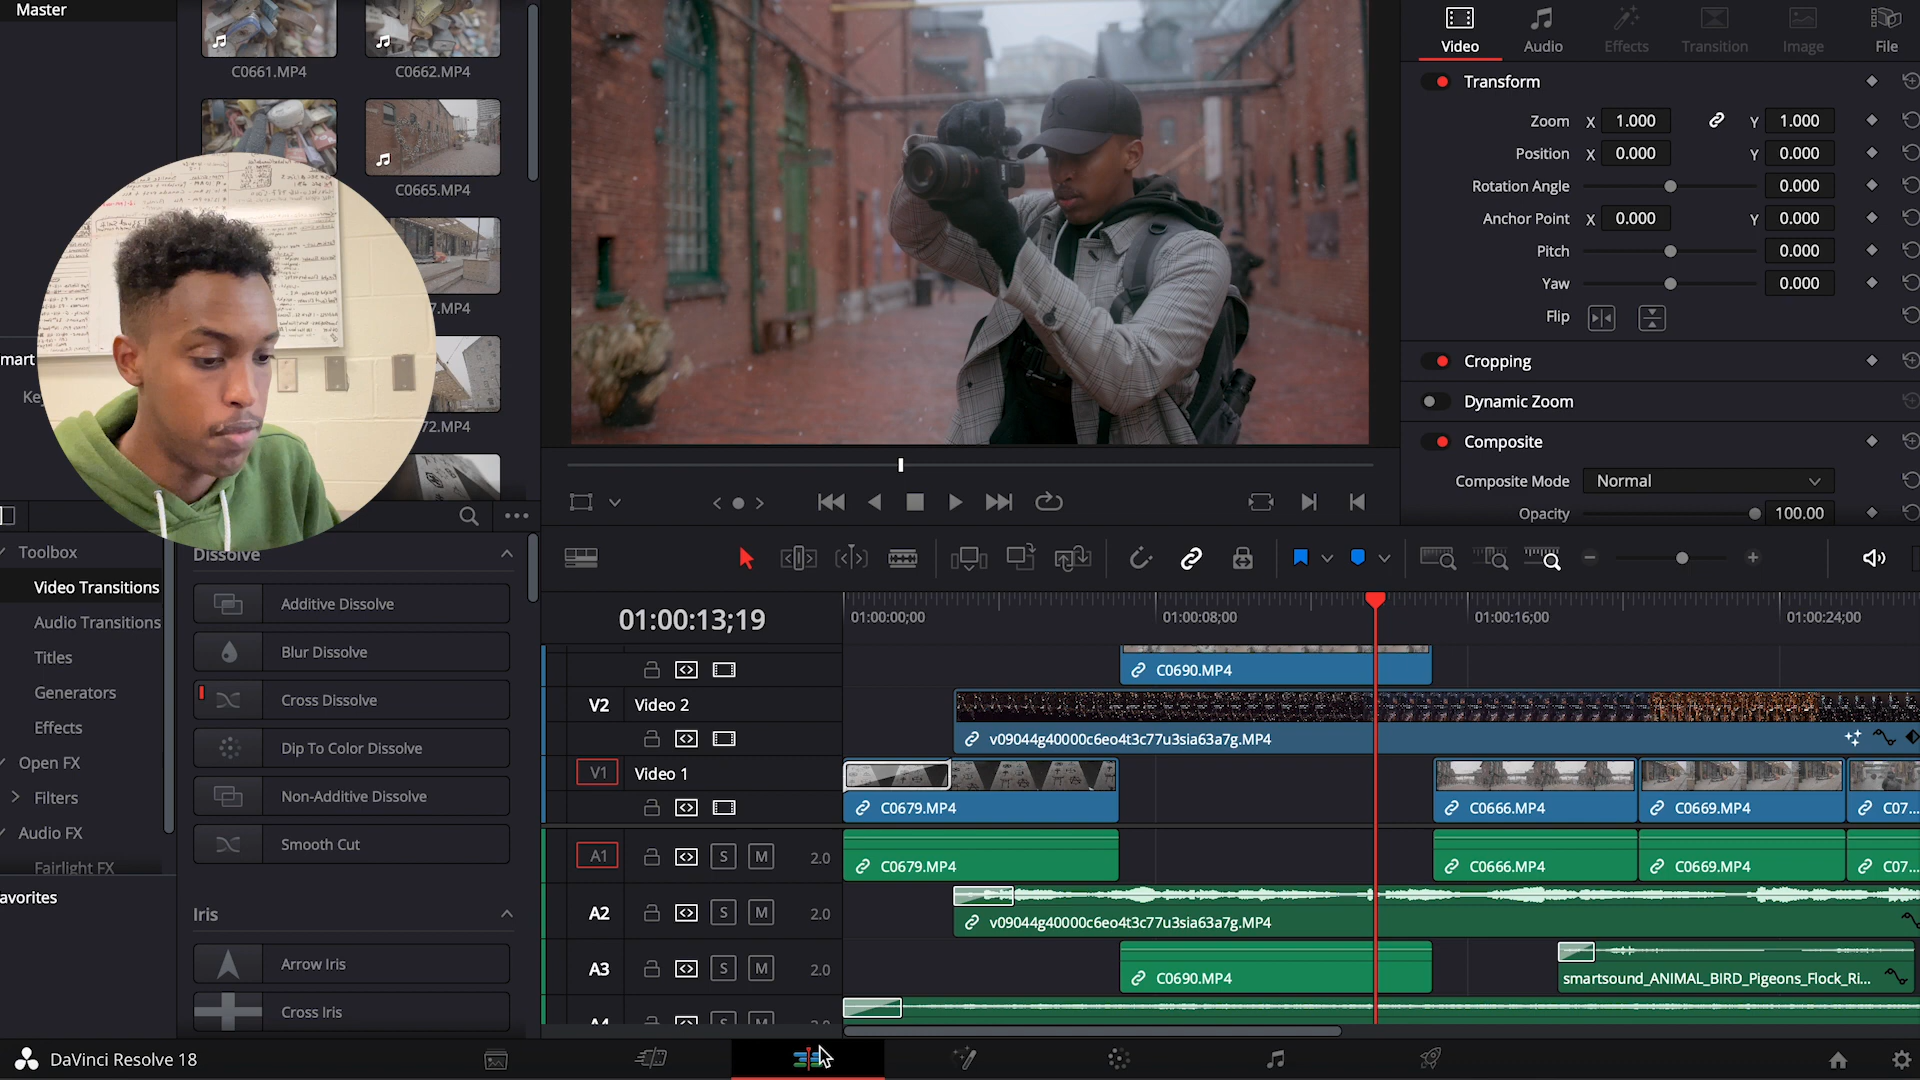 Master
C0661.MP4
C0662.MP4
C0665.MP4
7.MP4
72.MP4
mart
Toolbox
Video Transitions
Audio Transitions
Titles
Generators
Effects
Open FX
Filters
Audio FX
Fairlight FX
avorites
Dissolve
Additive Dissolve
Blur Dissolve
Cross Dissolve
Dip To Color Dissolve
Non-Additive Dissolve
Smooth Cut
Iris
Arrow Iris
Cross Iris
Video
Audio
Effects
Transition
Image
File
Transform
Zoom X 1.000 Y 1.000
Position X 0.000 Y 0.000
Rotation Angle 0.000
Anchor Point X 0.000 Y 0.000
Pitch 0.000
Yaw 0.000
Flip
Cropping
Dynamic Zoom
Composite
Composite Mode Normal
Opacity 100.00
01:00:13;19
01:00:00;00
01:00:08;00
01:00:16;00
01:00:24;00
C0690.MP4
V2 Video 2
v09044g40000c6eo4t3c77u3sia63a7g.MP4
V1 Video 1
C0679.MP4
C0666.MP4
C0669.MP4
C07...
A1 S M 2.0
C0679.MP4
C0666.MP4
C0669.MP4
C07...
A2 S M 2.0
v09044g40000c6eo4t3c77u3sia63a7g.MP4
A3 S M 2.0
C0690.MP4
smartsound_ANIMAL_BIRD_Pigeons_Flock_Ri...
A4 S M 2.0
DaVinci Resolve 18